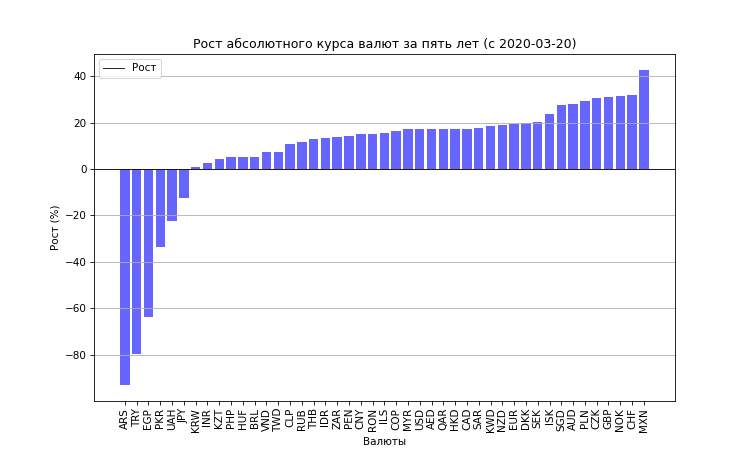 Рост абсолютного курса валют за пять лет (с 2020-03-20)
Рост
40
20
0
−20
−40
−60
−80
Рост (%)
ARS TRY EGP PKR UAH JPY KRW INR KZT PHP HUF BRL VND TWD CLP RUB THB IDR ZAR PEN CNY RON ILS COP MYR USD AED QAR HKD CAD SAR KWD NZD EUR DKK SEK ISK SGD AUD PLN CZK GBP NOK CHF MXN
Валюты